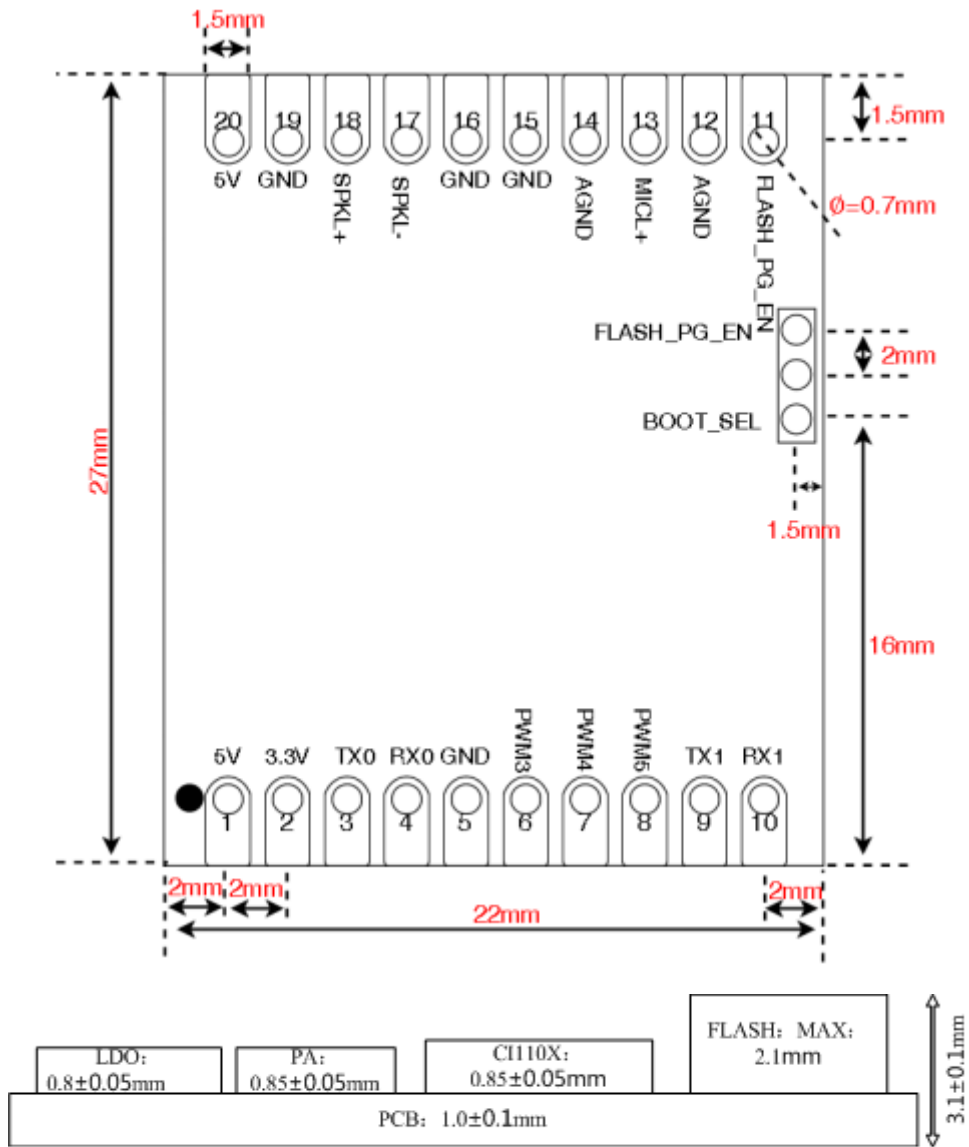 1.5mm
20 19 18 17 16 15 14 13 12 11
1.5mm
5V GND SPKL+ SPKL- GND GND AGND MICL+ AGND FLASH_PG_EN
Ø=0.7mm
FLASH_PG_EN
2mm
BOOT_SEL
27mm
1.5mm
16mm
5V 3.3V TX0 RX0 GND PWM3 PWM4 PWM5 TX1 RX1
1 2 3 4 5 6 7 8 9 10
2mm 2mm 2mm
22mm
LDO:
0.8±0.05mm
PA:
0.85±0.05mm
CI110X:
0.85±0.05mm
FLASH: MAX:
2.1mm
3.1±0.1mm
PCB: 1.0±0.1mm